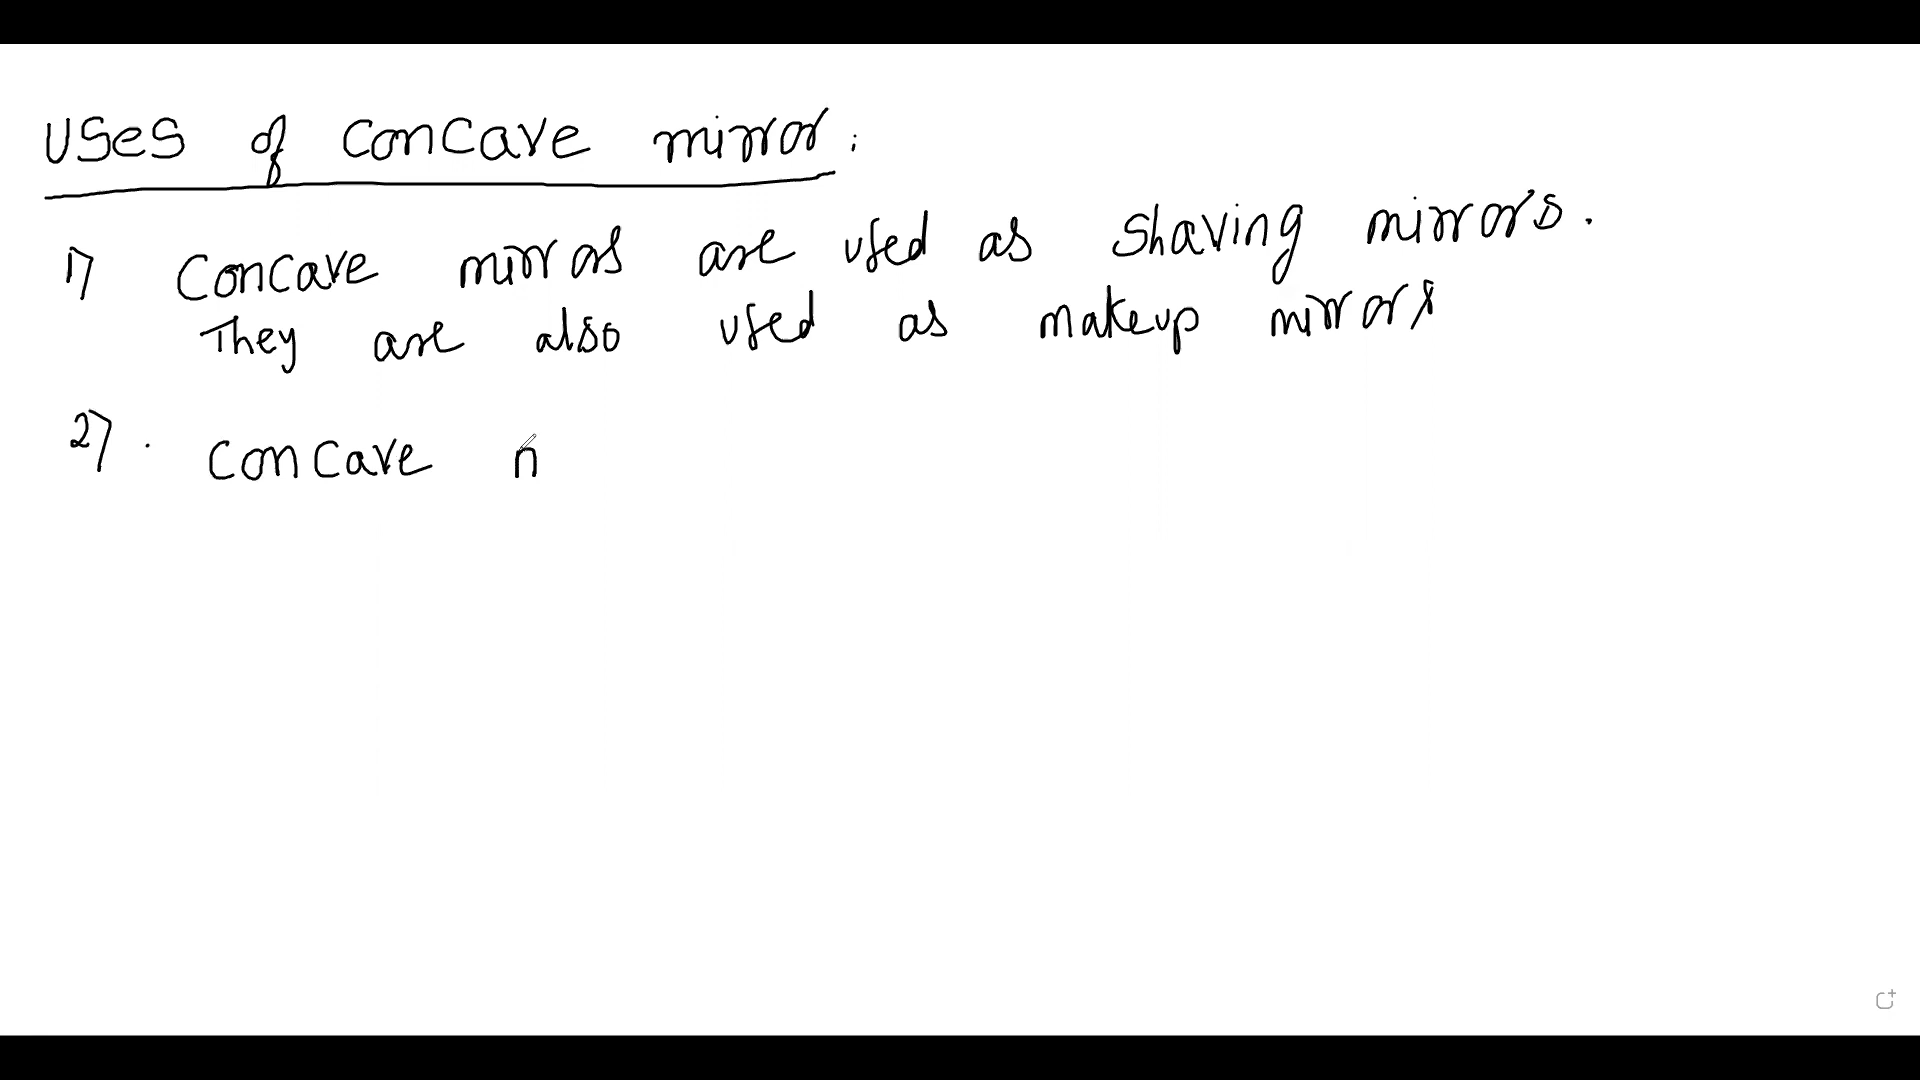 Uses of concave mirror:
1) Concave mirrors are used as shaving mirrors.
They are also used as makeup mirrors
2). Concave n